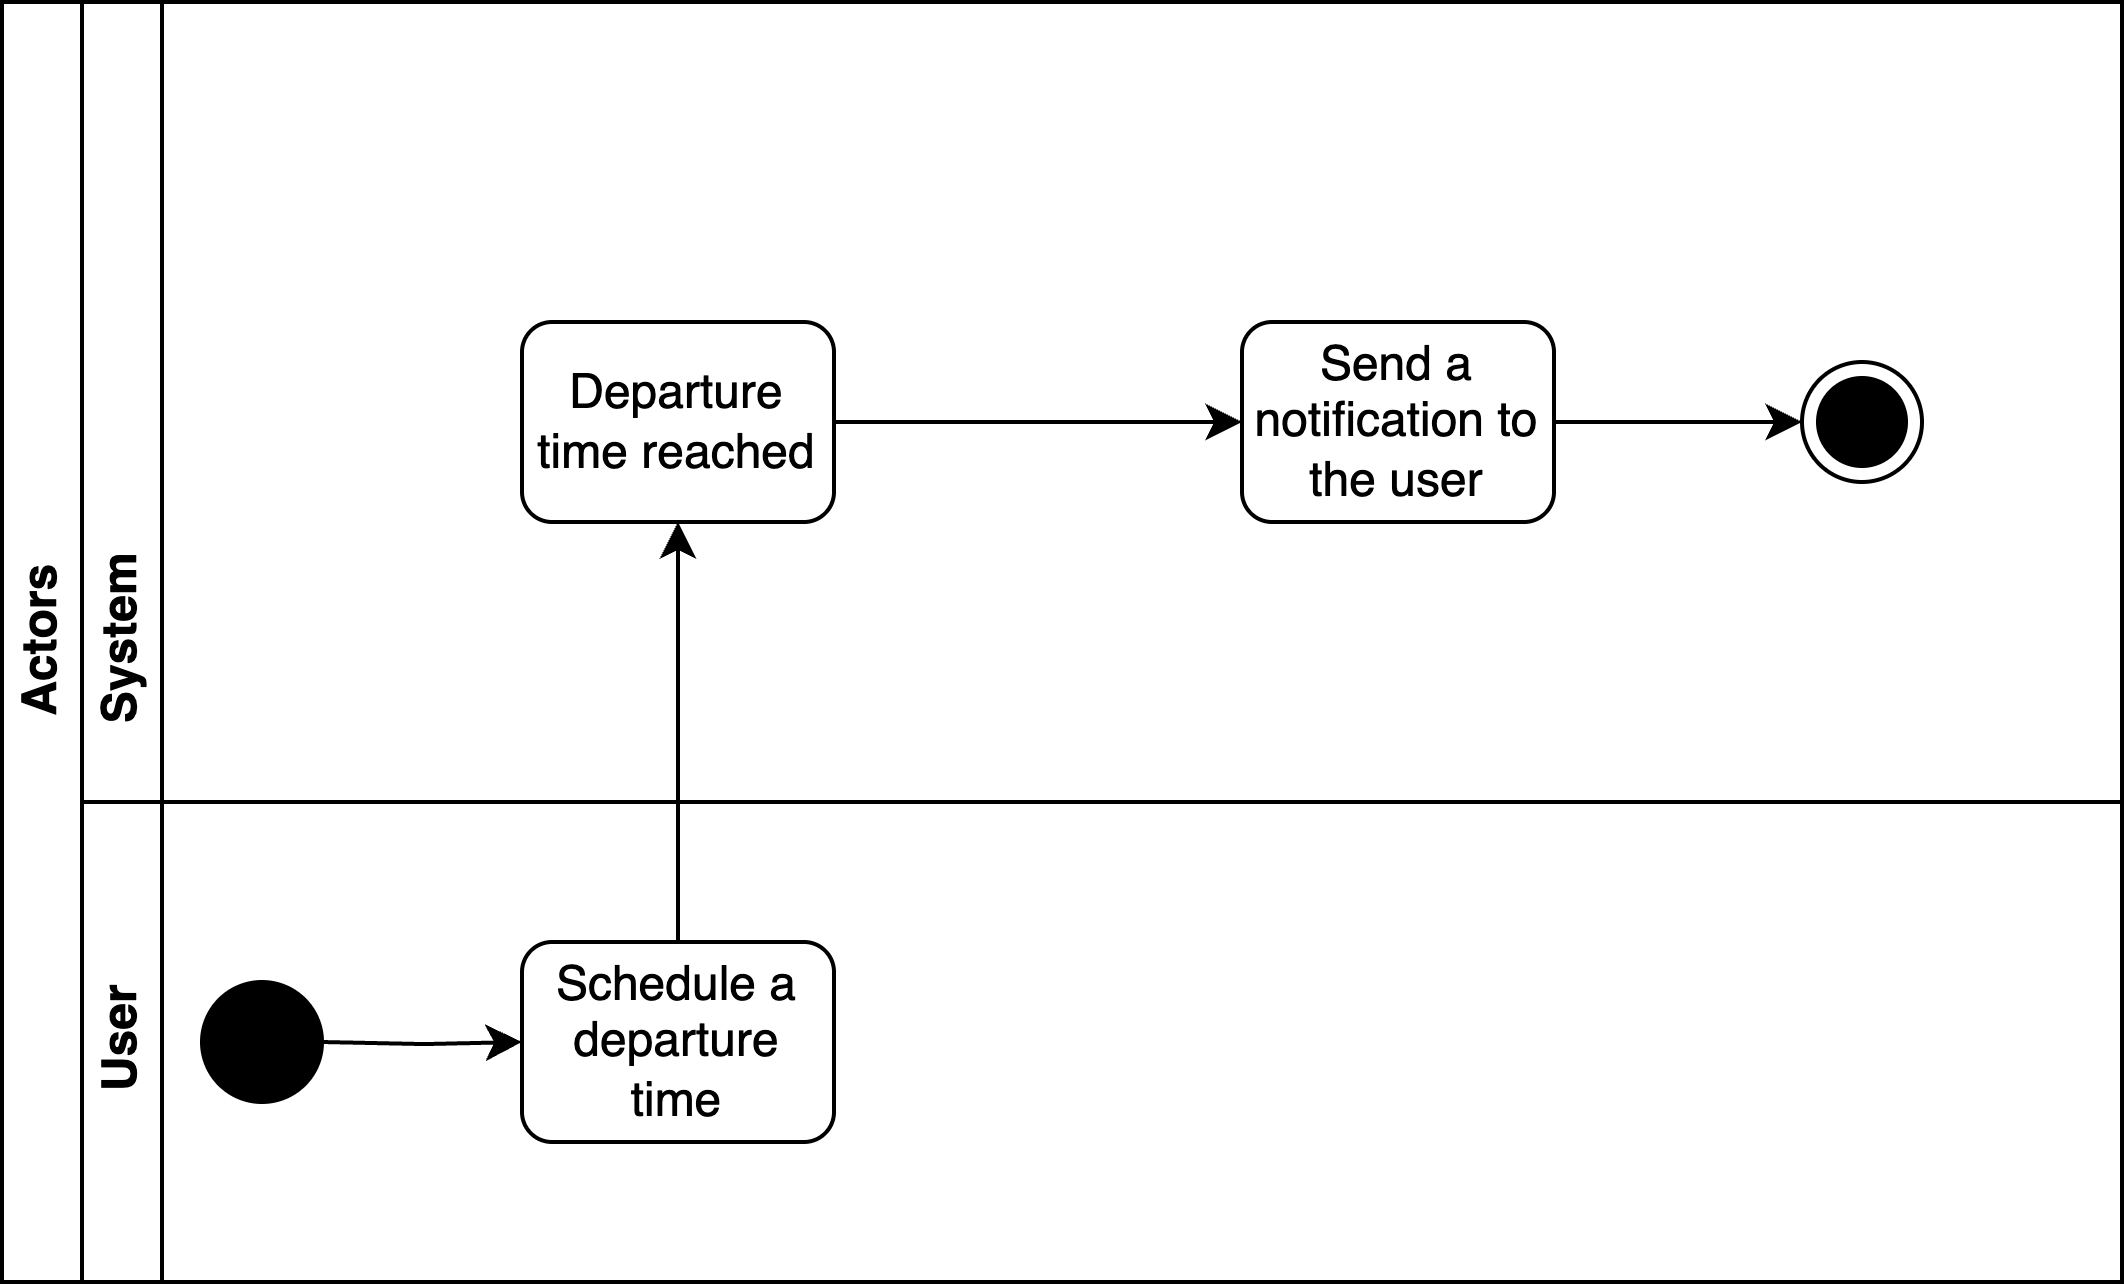 Actors
System
Departure
time reached
Send a
notification to
the user
User
Schedule a
departure
time